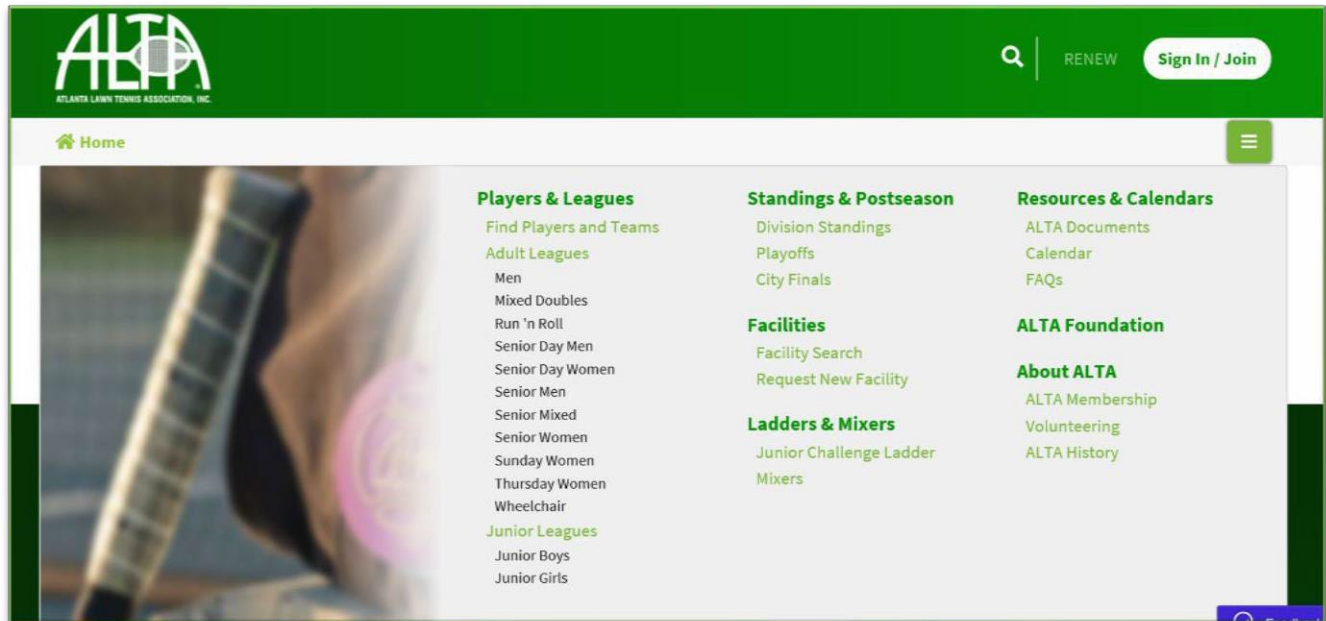 ALTA
ATLANTA LAWN TENNIS ASSOCIATION, INC.
RENEW
Sign In / Join
Home
Players & Leagues
Find Players and Teams
Adult Leagues
Men
Mixed Doubles
Run 'n Roll
Senior Day Men
Senior Day Women
Senior Men
Senior Mixed
Senior Women
Sunday Women
Thursday Women
Wheelchair
Junior Leagues
Junior Boys
Junior Girls
Standings & Postseason
Division Standings
Playoffs
City Finals
Facilities
Facility Search
Request New Facility
Ladders & Mixers
Junior Challenge Ladder
Mixers
Resources & Calendars
ALTA Documents
Calendar
FAQs
ALTA Foundation
About ALTA
ALTA Membership
Volunteering
ALTA History